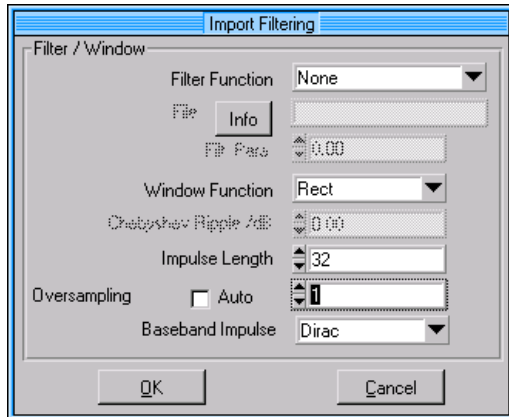 Import Filtering
Filter / Window
Filter Function None
File Info
Filt Para 0.00
Window Function Rect
Chebyshev Ripple /dB 0.00
Impulse Length 32
Oversampling Auto 1
Baseband Impulse Dirac
OK Cancel